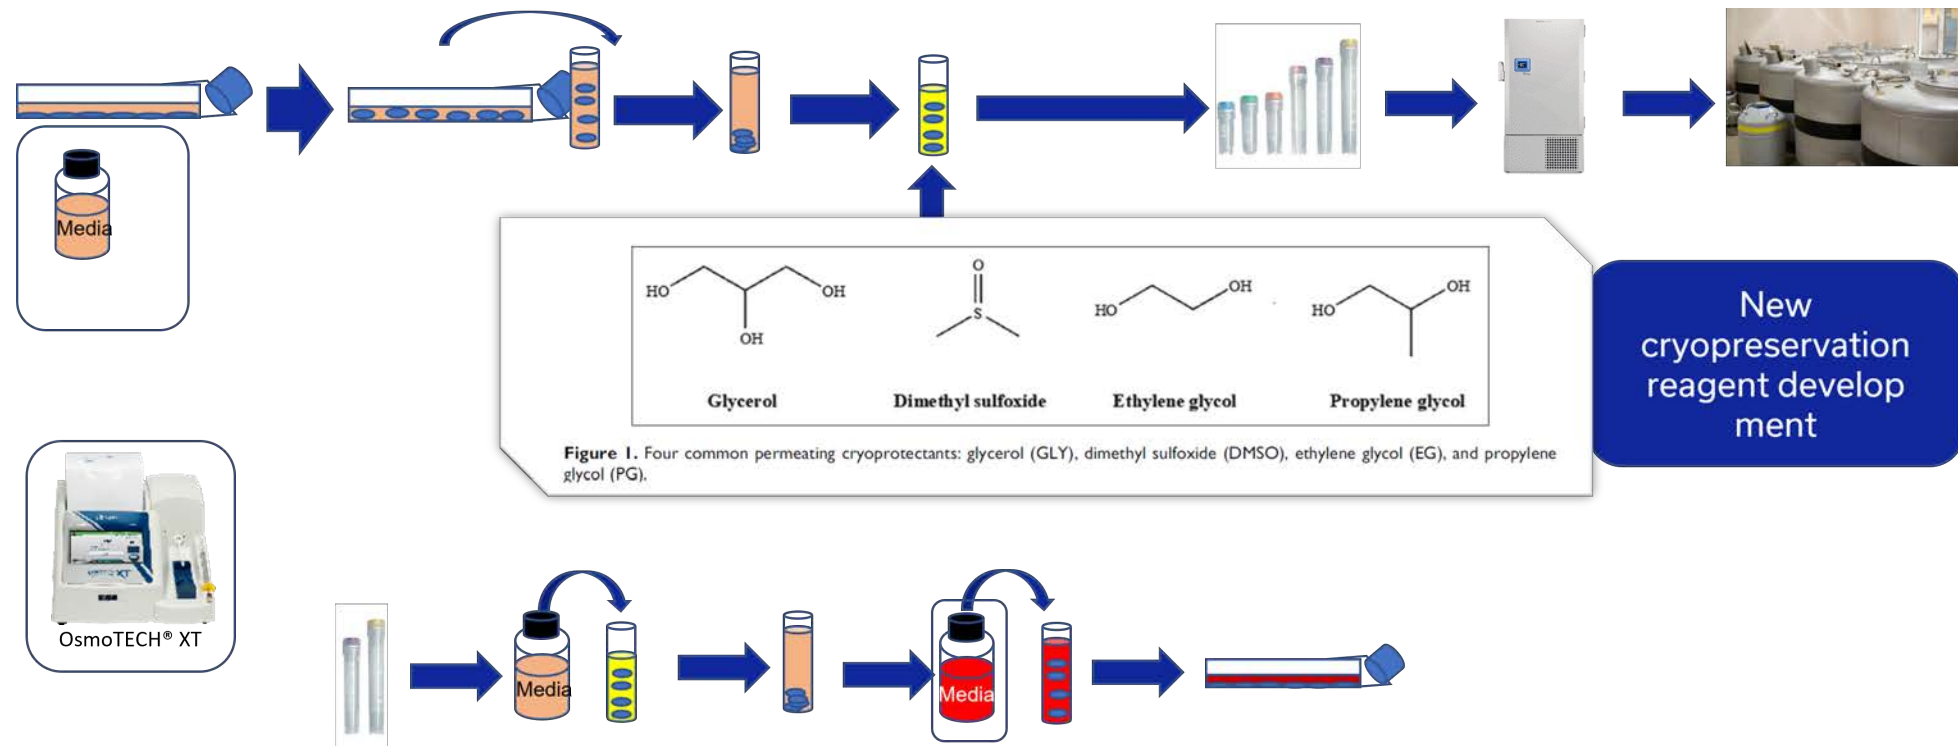 Media
HO
OH
OH
O
S
HO
OH
HO
OH
Glycerol
Dimethyl sulfoxide
Ethylene glycol
Propylene glycol
Figure 1. Four common permeating cryoprotectants: glycerol (GLY), dimethyl sulfoxide (DMSO), ethylene glycol (EG), and propylene
glycol (PG).
New
cryopreservation
reagent develop
ment
OsmoTECH® XT
Media
Media